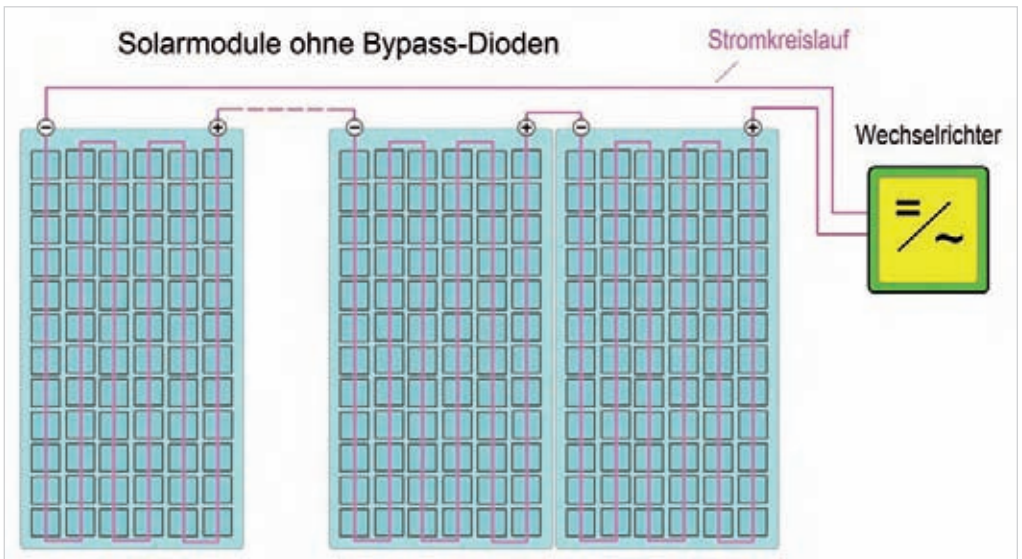 Solarmodule ohne Bypass-Dioden
Stromkreislauf
− + − + − +
Wechselrichter
=/~